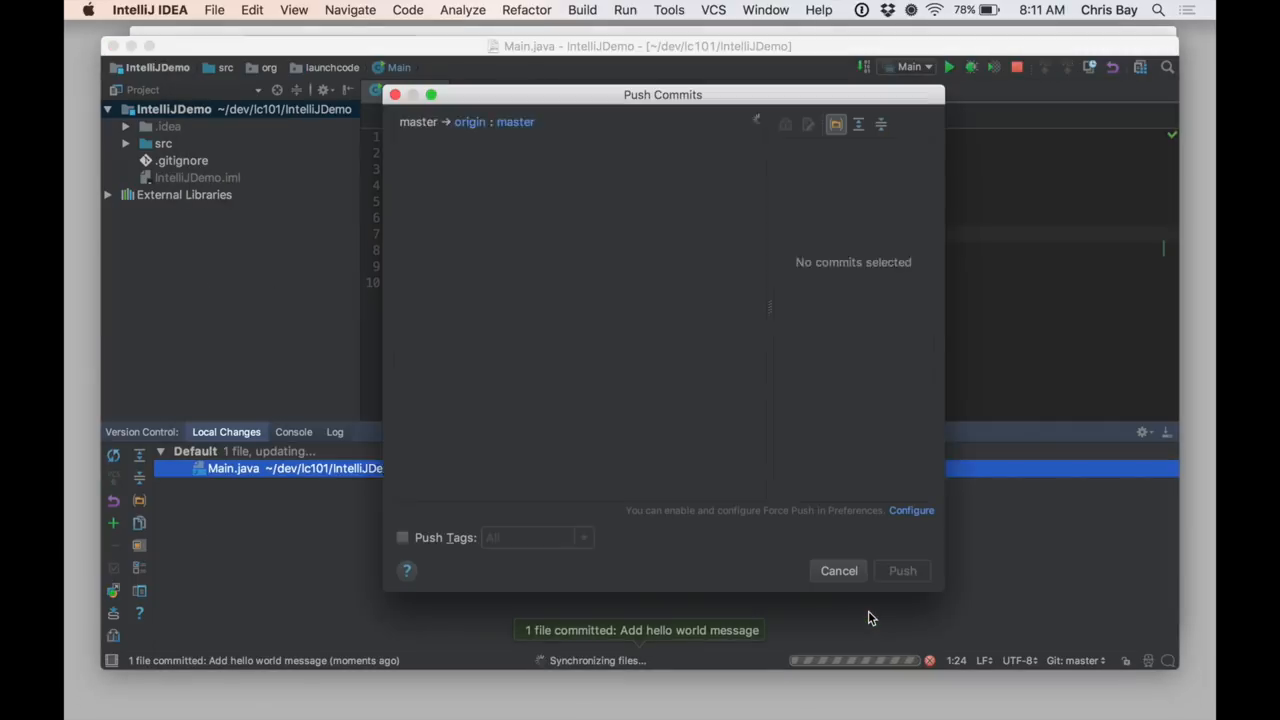 IntelliJ IDEA File Edit View Navigate Code Analyze Refactor Build Run Tools VCS Window Help 78% 8:11 AM Chris Bay
Main.java - IntelliJDemo - [~/dev/lc101/IntelliJDemo]
IntelliJDemo src org launchcode Main Main
Project
Push Commits
IntelliJDemo ~/dev/lc101/IntelliJDemo
.idea
src
.gitignore
IntelliJDemo.iml
External Libraries
1
2
3
4
5
6
7
8
9
10
master → origin : master
No commits selected
You can enable and configure Force Push in Preferences. Configure
Push Tags: All
? Cancel Push
Version Control: Local Changes Console Log
Default 1 file, updating...
Main.java ~/dev/lc101/IntelliJDe
1 file committed: Add hello world message
1 file committed: Add hello world message (moments ago) Synchronizing files... 1:24 LF UTF-8 Git: master